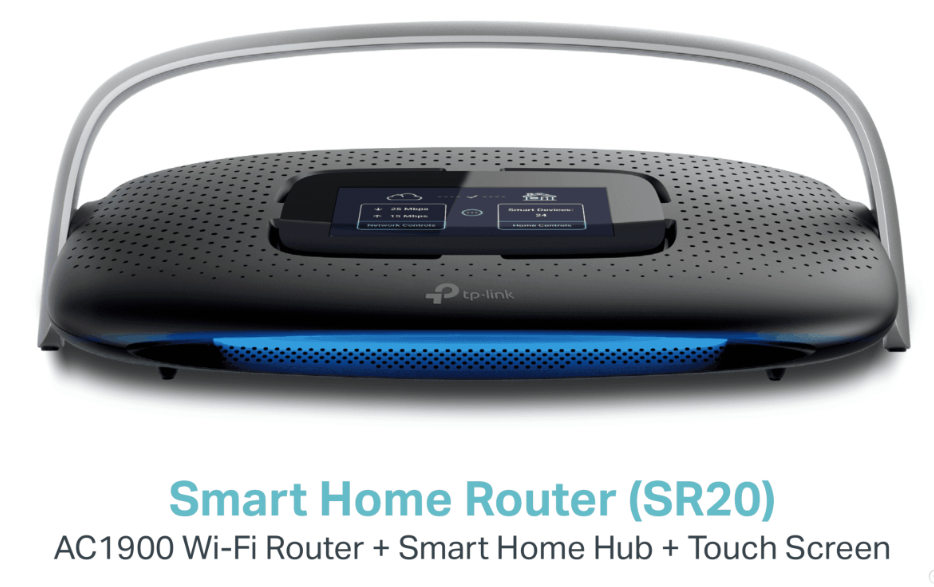 26 Mbps
15 Mbps
Network Controls
Smart Devices:
24
Home Controls
tp-link
Smart Home Router (SR20)
AC1900 Wi-Fi Router + Smart Home Hub + Touch Screen